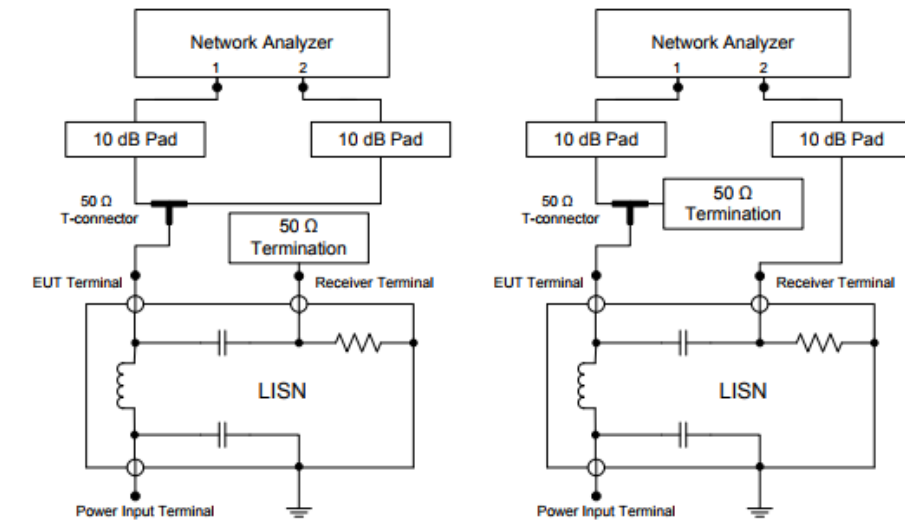 Network Analyzer
1 2
10 dB Pad
10 dB Pad
50 Ω
T-connector
50 Ω
Termination
EUT Terminal
Receiver Terminal
LISN
Power Input Terminal
Network Analyzer
1 2
10 dB Pad
10 dB Pad
50 Ω
T-connector
50 Ω
Termination
EUT Terminal
Receiver Terminal
LISN
Power Input Terminal